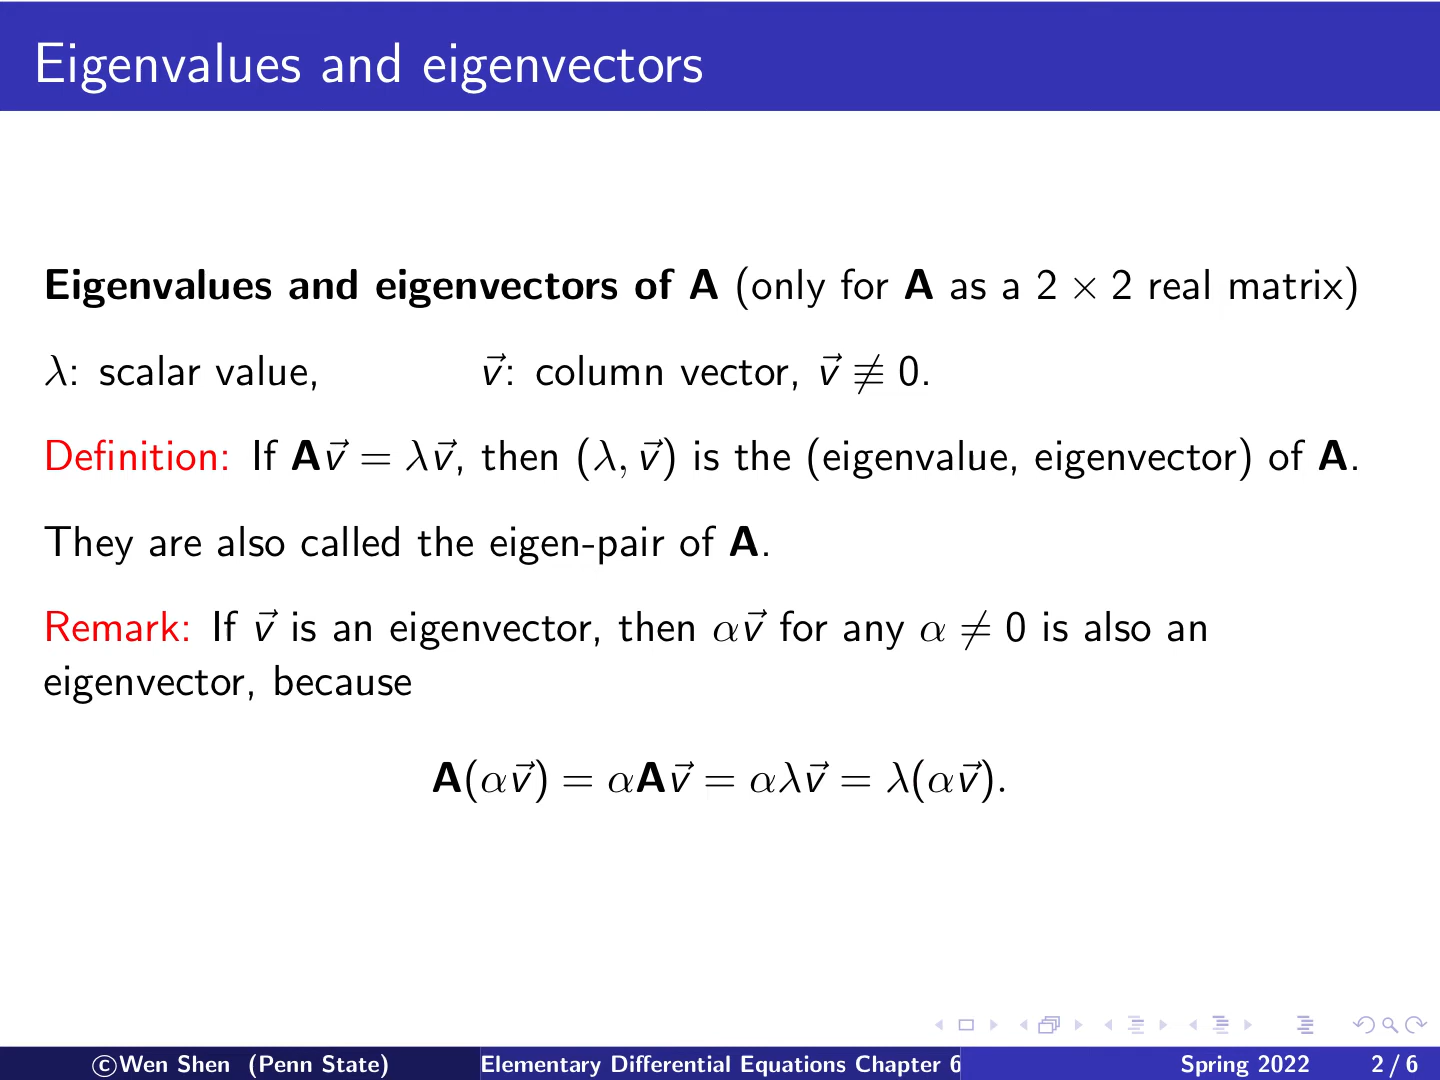 Eigenvalues and eigenvectors
Eigenvalues and eigenvectors of A (only for A as a 2 × 2 real matrix)
λ: scalar value, v⃗: column vector, v⃗ ≢ 0.
Definition: If Av⃗ = λv⃗, then (λ, v⃗) is the (eigenvalue, eigenvector) of A.
They are also called the eigen-pair of A.
Remark: If v⃗ is an eigenvector, then αv⃗ for any α ≠ 0 is also an
eigenvector, because
A(αv⃗) = αAv⃗ = αλv⃗ = λ(αv⃗).
©Wen Shen (Penn State) Elementary Differential Equations Chapter 6 Spring 2022 2 / 6